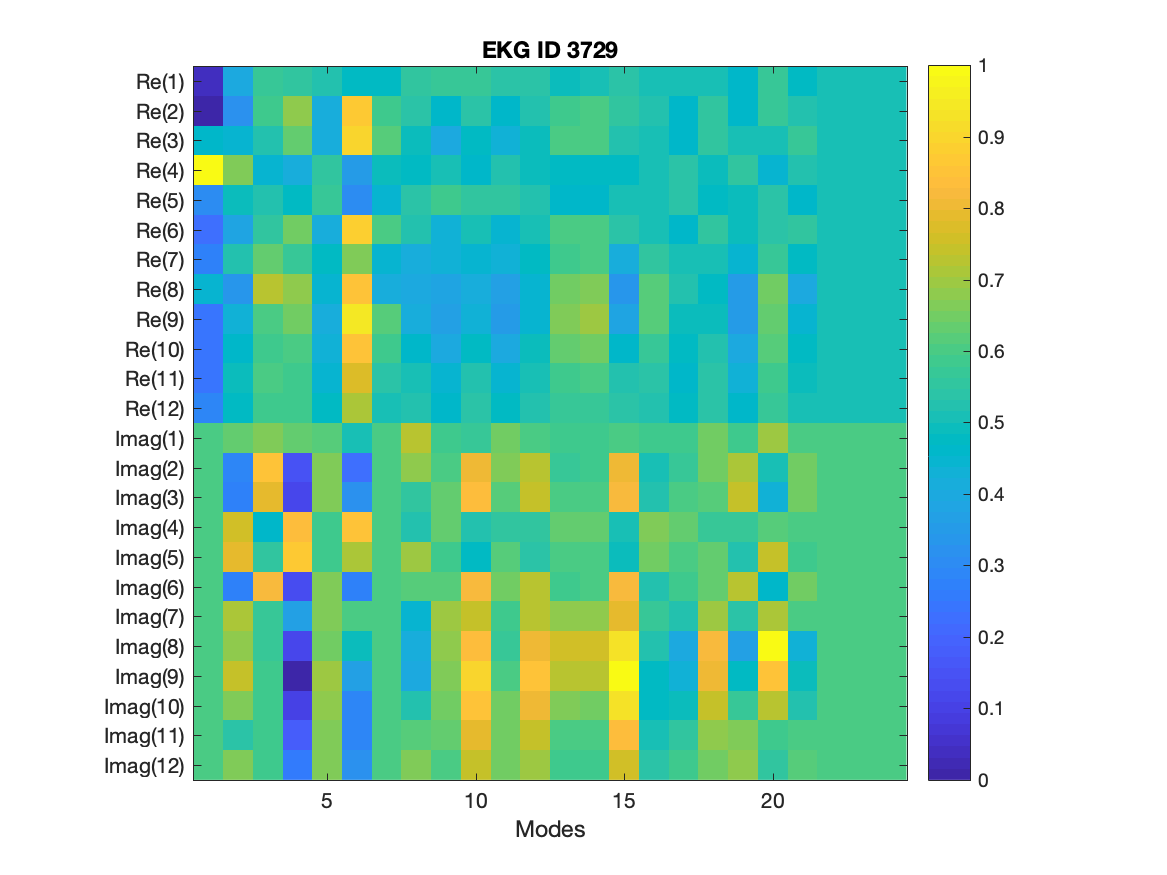 EKG ID 3729
Re(1)
Re(2)
Re(3)
Re(4)
Re(5)
Re(6)
Re(7)
Re(8)
Re(9)
Re(10)
Re(11)
Re(12)
Imag(1)
Imag(2)
Imag(3)
Imag(4)
Imag(5)
Imag(6)
Imag(7)
Imag(8)
Imag(9)
Imag(10)
Imag(11)
Imag(12)
5 10 15 20
Modes
1
0.9
0.8
0.7
0.6
0.5
0.4
0.3
0.2
0.1
0